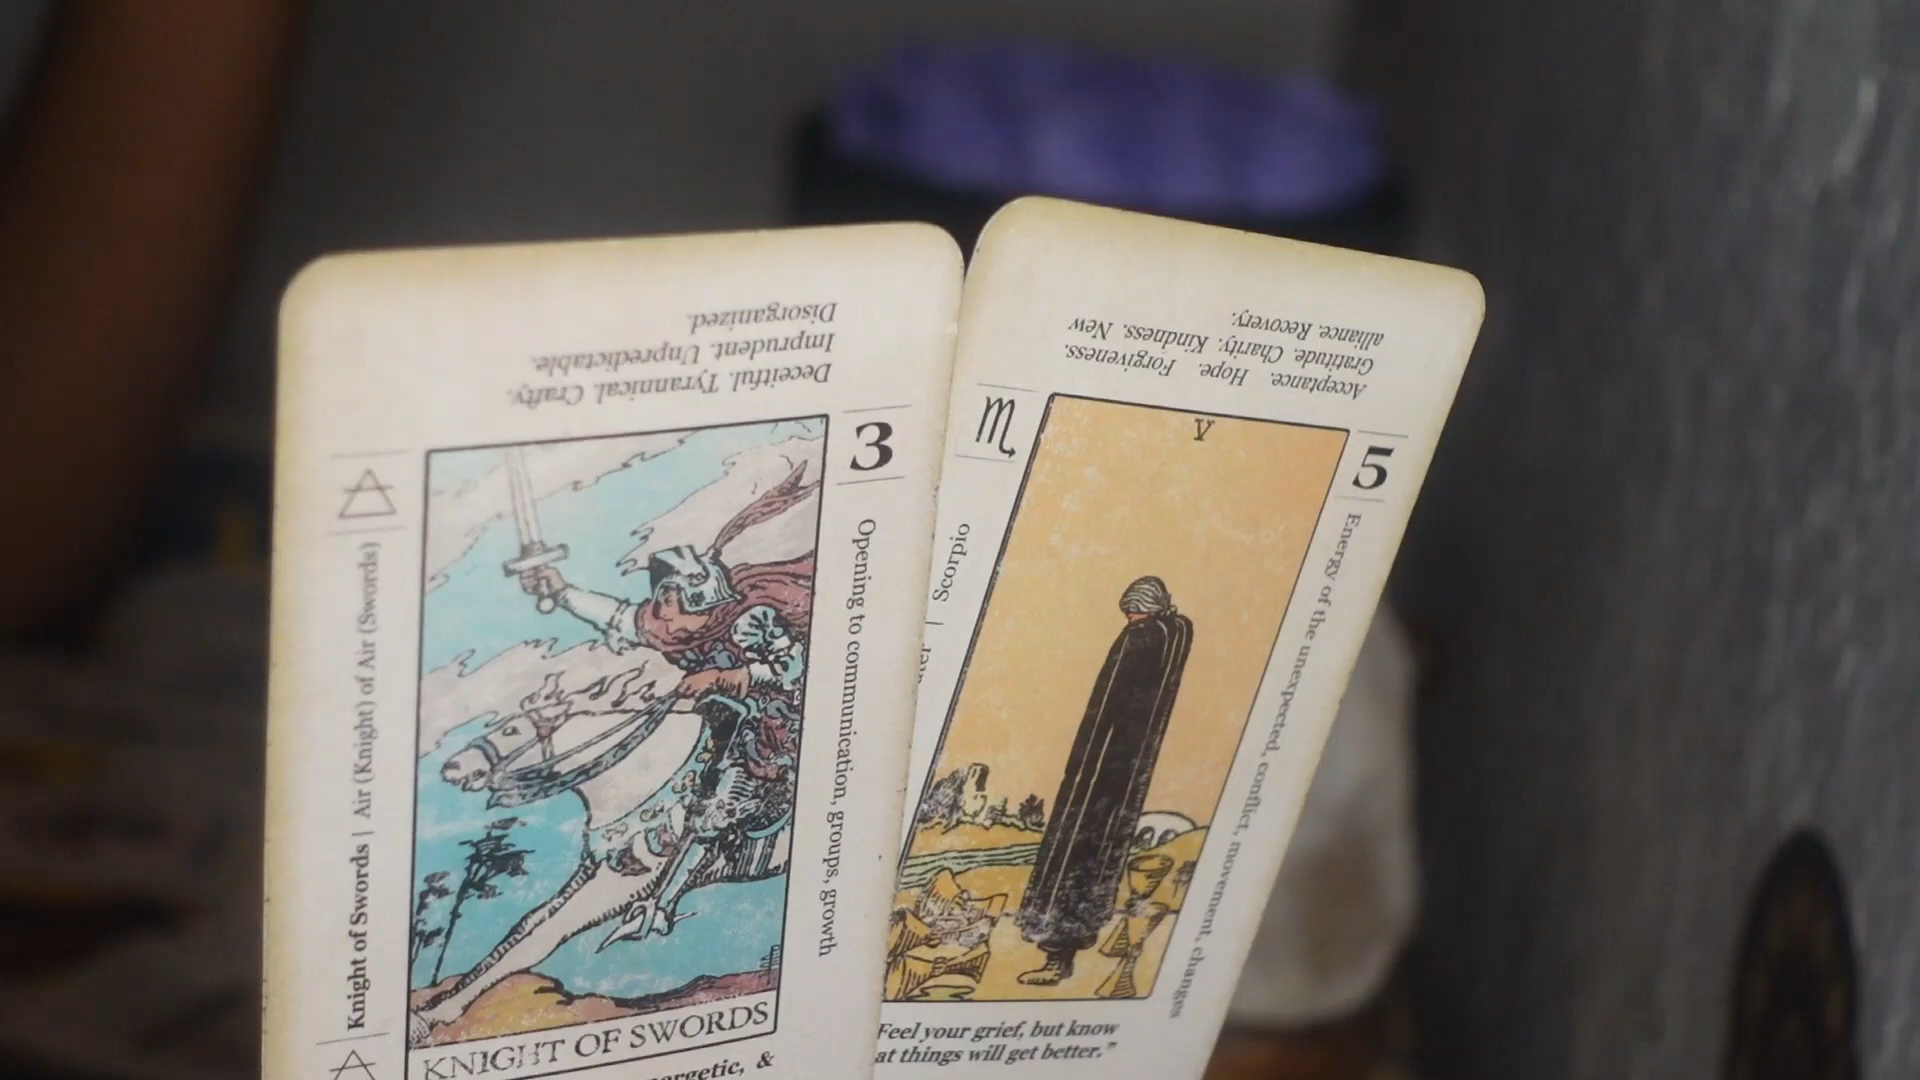 Deceitful. Tyrannical. Crafty.
Imprudent. Unpredictable.
Disorganized.
3
Knight of Swords | Air (Knight) of Air (Swords)
Opening to communication, groups, growth
KNIGHT OF SWORDS
&
Acceptance. Hope. Forgiveness.
Gratitude. Charity. Kindness. New
alliance. Recovery.
♏
V
5
| Scorpio
Energy of the unexpected, conflict, movement, changes
Feel your grief, but know
at things will get better.”